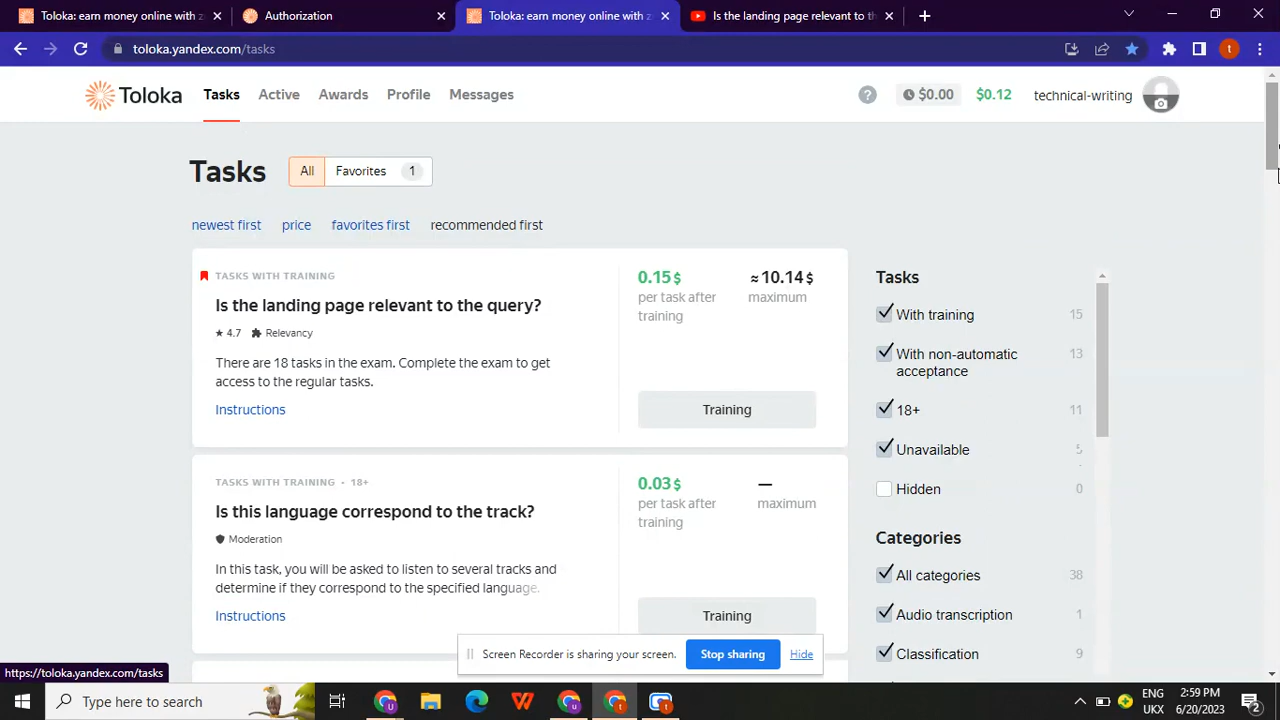 Toloka: earn money online with z
Authorization
Toloka: earn money online with z
Is the landing page relevant to th
toloka.yandex.com/tasks
t
Toloka
Tasks
Active
Awards
Profile
Messages
?
$0.00
$0.12
technical-writing
Tasks
All
Favorites 1
newest first
price
favorites first
recommended first
TASKS WITH TRAINING
Is the landing page relevant to the query?
4.7 Relevancy
There are 18 tasks in the exam. Complete the exam to get
access to the regular tasks.
Instructions
0.15 $
per task after
training
≈10.14 $
maximum
Training
TASKS WITH TRAINING • 18+
Is this language correspond to the track?
Moderation
In this task, you will be asked to listen to several tracks and
determine if they correspond to the specified language.
Instructions
0.03 $
per task after
training
—
maximum
Training
Tasks
With training 15
With non-automatic
acceptance 13
18+ 11
Unavailable 5
Hidden 0
Categories
All categories 38
Audio transcription 1
Classification 9
Screen Recorder is sharing your screen.
Stop sharing
Hide
https://toloka.yandex.com/tasks
Type here to search
ENG
UKX
2:59 PM
6/20/2023
2